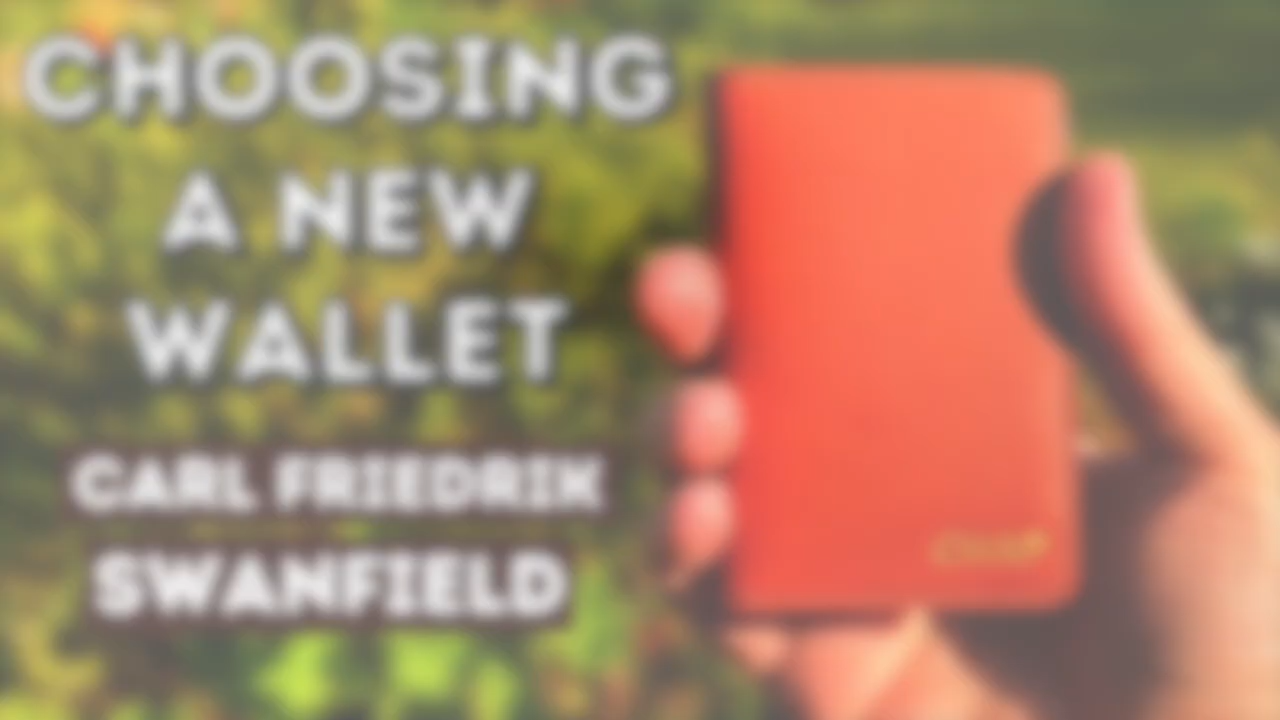 CHOOSING
A NEW
WALLET
CARL FRIEDRIK
SWANFIELD